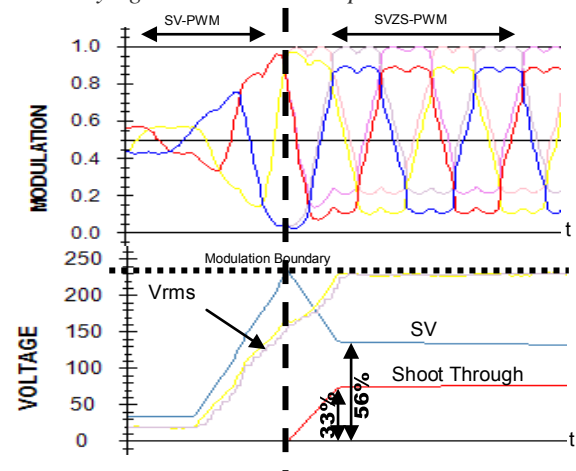 SV-PWM
SVZS-PWM
MODULATION
1.0
0.8
0.6
0.4
0.2
0.0
t
VOLTAGE
250
200
150
100
50
0
Modulation Boundary
Vrms
SV
Shoot Through
33%
56%
t